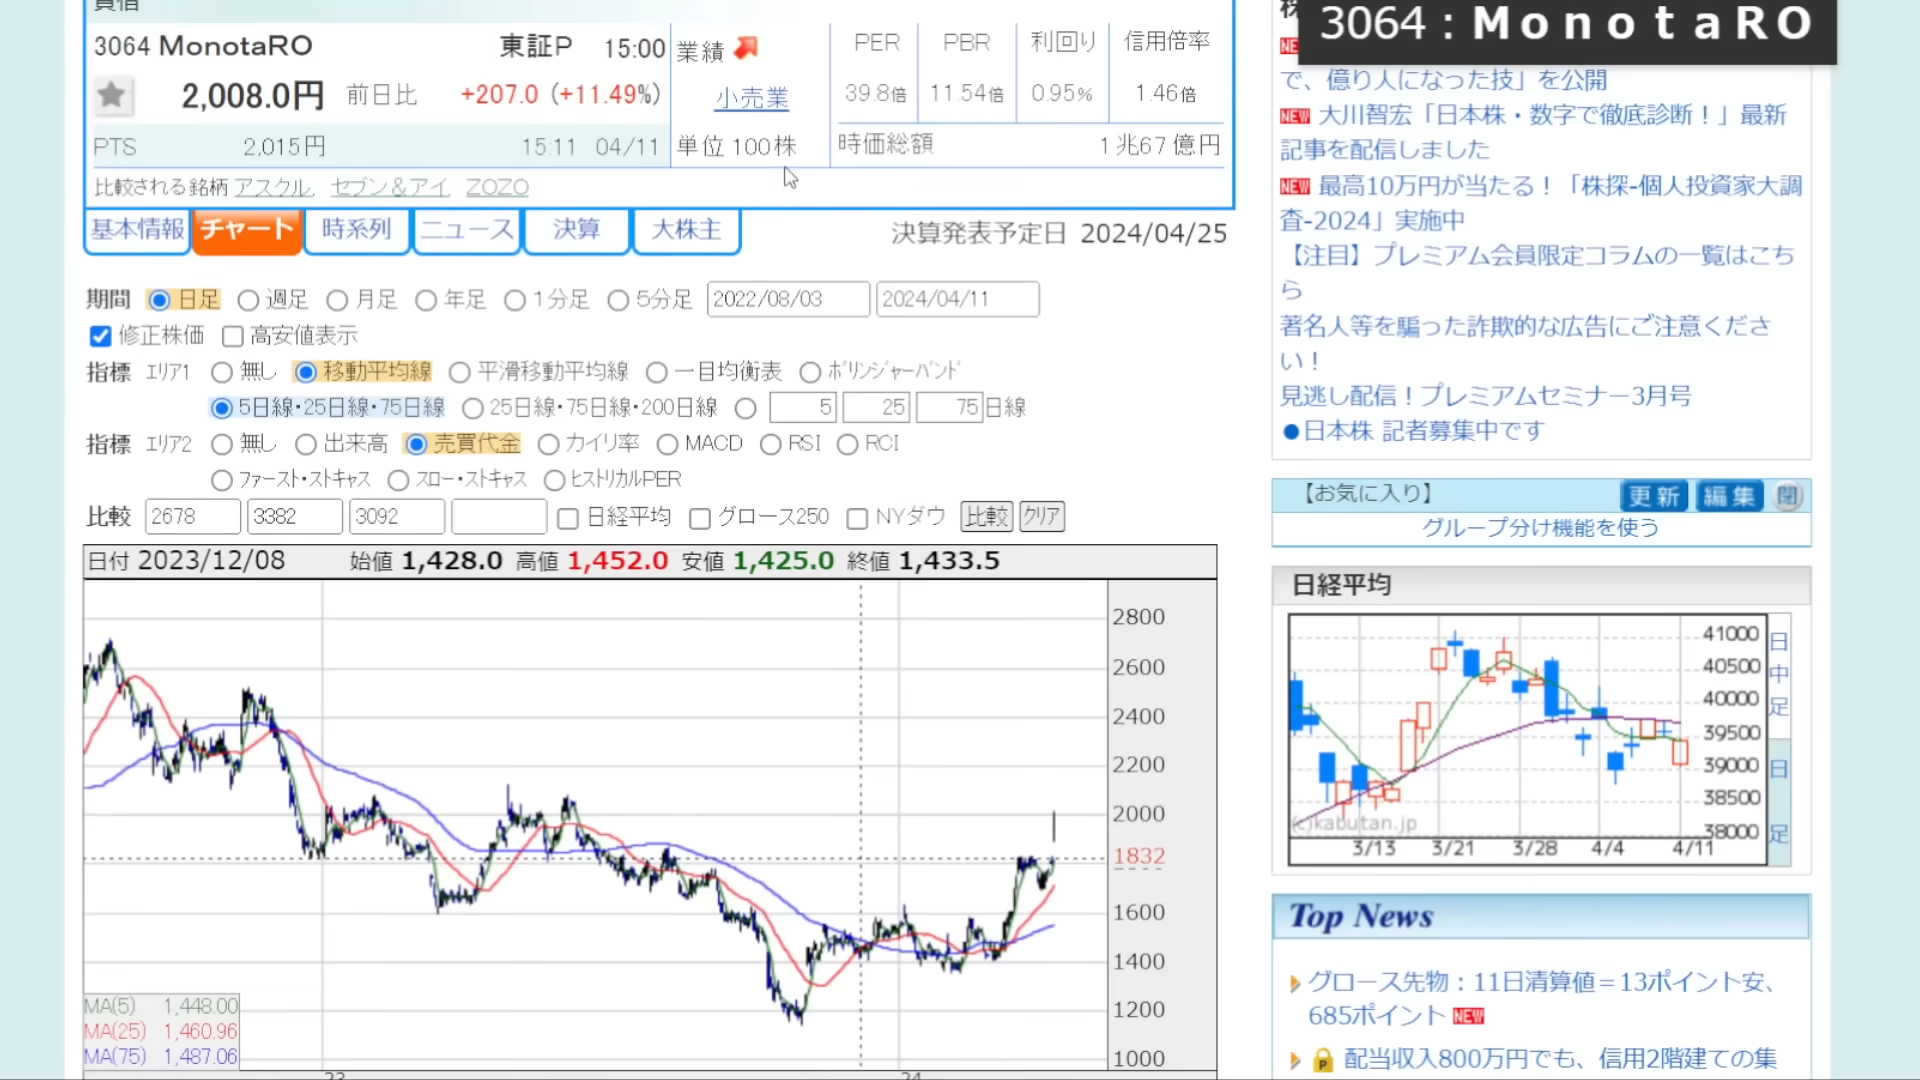 貸借
3064 MonotaRO 東証P 15:00 業績 PER PBR 利回り 信用倍率
2,008.0円 前日比 +207.0 (+11.49%) 小売業 39.8倍 11.54倍 0.95% 1.46倍
PTS 2,015円 15:11 04/11 単位 100株 時価総額 1兆67億円
比較される銘柄 アスクル, セブン&アイ, ZOZO
基本情報 チャート 時系列 ニュース 決算 大株主 決算発表予定日 2024/04/25
期間 日足 週足 月足 年足 1分足 5分足 2022/08/03 2024/04/11
修正株価 高安値表示
指標 エリア1 無し 移動平均線 平滑移動平均線 一目均衡表 ボリンジャーバンド
5日線・25日線・75日線 25日線・75日線・200日線 5 25 75 日線
指標 エリア2 無し 出来高 売買代金 カイリ率 MACD RSI RCI
ファースト・ストキャス スロー・ストキャス ヒストリカルPER
比較 2678 3382 3092 日経平均 グロース250 NYダウ 比較 クリア
日付 2023/12/08 始値 1,428.0 高値 1,452.0 安値 1,425.0 終値 1,433.5
2800
2600
2400
2200
2000
1832
1600
1400
1200
1000
MA(5) 1,448.00
MA(25) 1,460.96
MA(75) 1,487.06
3064：MonotaRO
NEW
で、億り人になった技」を公開
NEW 大川智宏「日本株・数字で徹底診断！」最新
記事を配信しました
NEW 最高10万円が当たる！「株探-個人投資家大調
査-2024」実施中
【注目】プレミアム会員限定コラムの一覧はこち
ら
著名人等を騙った詐欺的な広告にご注意くださ
い！
見逃し配信！プレミアムセミナー3月号
●日本株 記者募集中です
【お気に入り】 更新 編集 閉
グループ分け機能を使う
日経平均
41000
40500
40000
39500
39000
38500
38000
(c)kabutan.jp
3/13 3/21 3/28 4/4 4/11
日中足
日足
Top News
グロース先物：11日清算値＝13ポイント安、
685ポイント NEW
配当収入800万円でも、信用2階建ての集